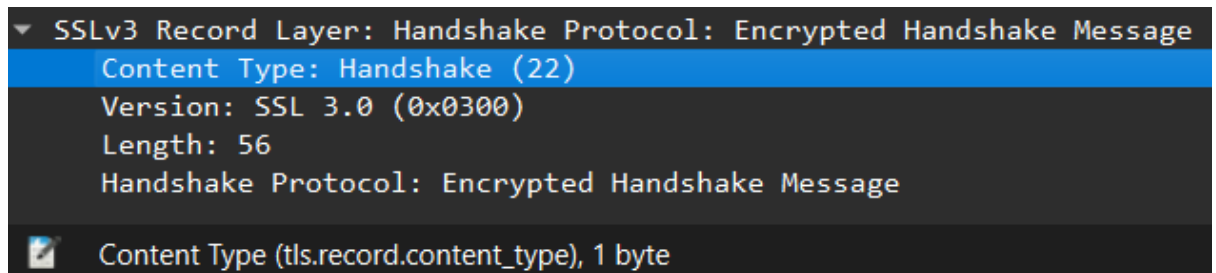 SSLv3 Record Layer: Handshake Protocol: Encrypted Handshake Message
Content Type: Handshake (22)
Version: SSL 3.0 (0x0300)
Length: 56
Handshake Protocol: Encrypted Handshake Message
Content Type (tls.record.content_type), 1 byte